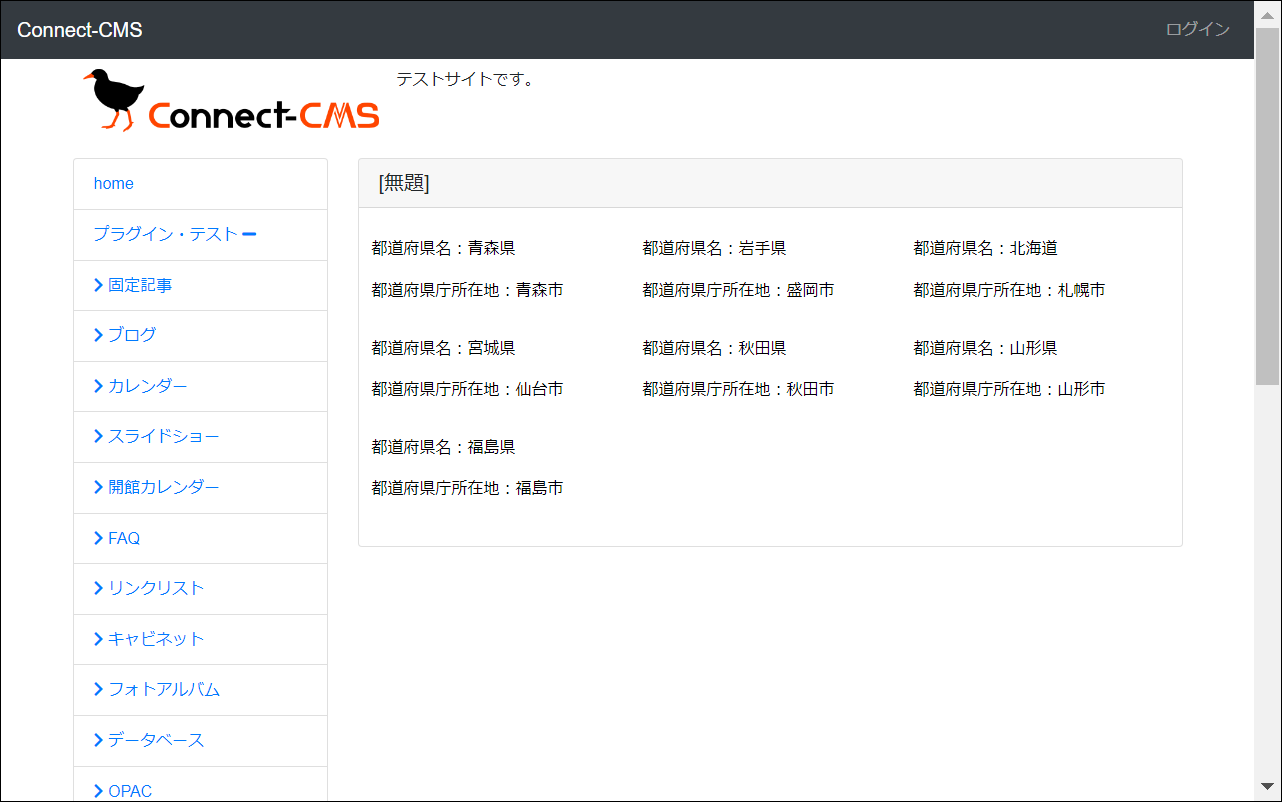 Connect-CMS
ログイン
Connect-CMS
テストサイトです。
home
プラグイン・テスト
固定記事
ブログ
カレンダー
スライドショー
開館カレンダー
FAQ
リンクリスト
キャビネット
フォトアルバム
データベース
OPAC
[無題]
都道府県名：青森県
都道府県庁所在地：青森市
都道府県名：岩手県
都道府県庁所在地：盛岡市
都道府県名：北海道
都道府県庁所在地：札幌市
都道府県名：宮城県
都道府県庁所在地：仙台市
都道府県名：秋田県
都道府県庁所在地：秋田市
都道府県名：山形県
都道府県庁所在地：山形市
都道府県名：福島県
都道府県庁所在地：福島市